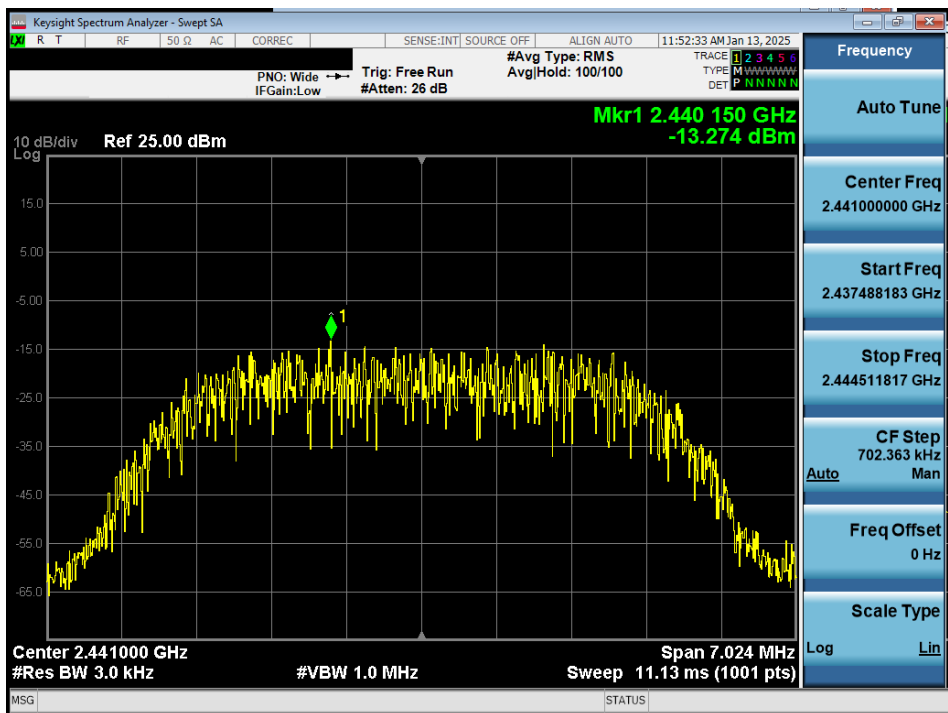 Keysight Spectrum Analyzer - Swept SA
LXI R T RF 50 Ω AC CORREC SENSE:INT SOURCE OFF ALIGN AUTO 11:52:33 AM Jan 13, 2025
PNO: Wide
IFGain:Low
Trig: Free Run
#Atten: 26 dB
#Avg Type: RMS
Avg|Hold: 100/100
TRACE 1 2 3 4 5 6
TYPE M W W W W W
DET P N N N N N
Mkr1 2.440 150 GHz
-13.274 dBm
10 dB/div Ref 25.00 dBm
Log
15.0
5.00
-5.00
-15.0
-25.0
-35.0
-45.0
-55.0
-65.0
1
Center 2.441000 GHz Span 7.024 MHz
#Res BW 3.0 kHz #VBW 1.0 MHz Sweep 11.13 ms (1001 pts)
MSG STATUS
Frequency
Auto Tune
Center Freq
2.441000000 GHz
Start Freq
2.437488183 GHz
Stop Freq
2.444511817 GHz
CF Step
702.363 kHz
Auto Man
Freq Offset
0 Hz
Scale Type
Log Lin